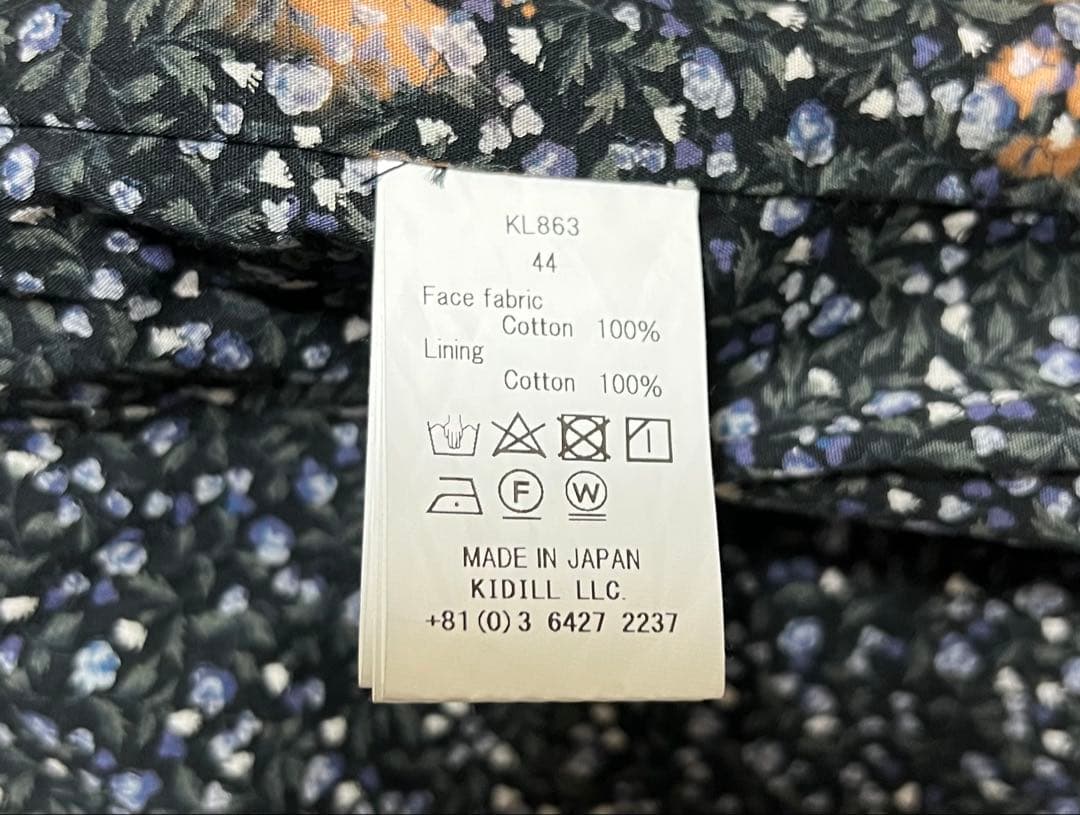 KL863
44
Face fabric
Cotton 100%
Lining
Cotton 100%
F W
MADE IN JAPAN
KIDILL LLC.
+81(0)3 6427 2237